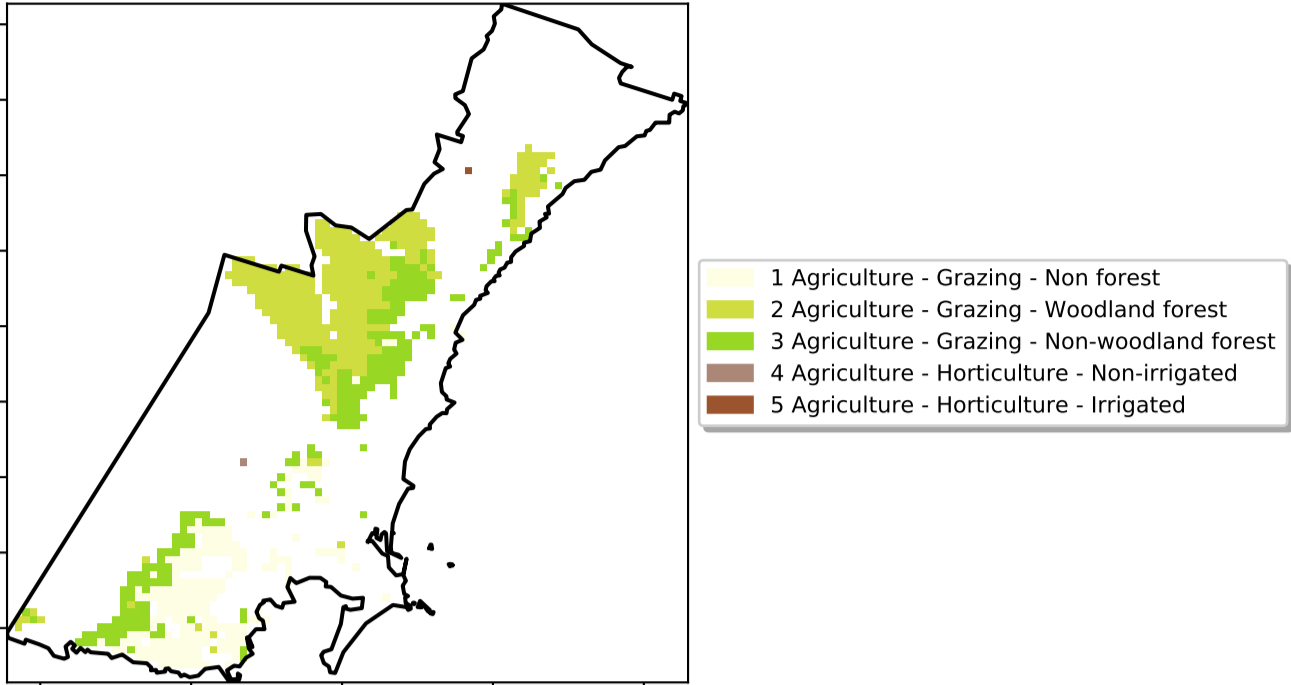 1 Agriculture - Grazing - Non forest
2 Agriculture - Grazing - Woodland forest
3 Agriculture - Grazing - Non-woodland forest
4 Agriculture - Horticulture - Non-irrigated
5 Agriculture - Horticulture - Irrigated